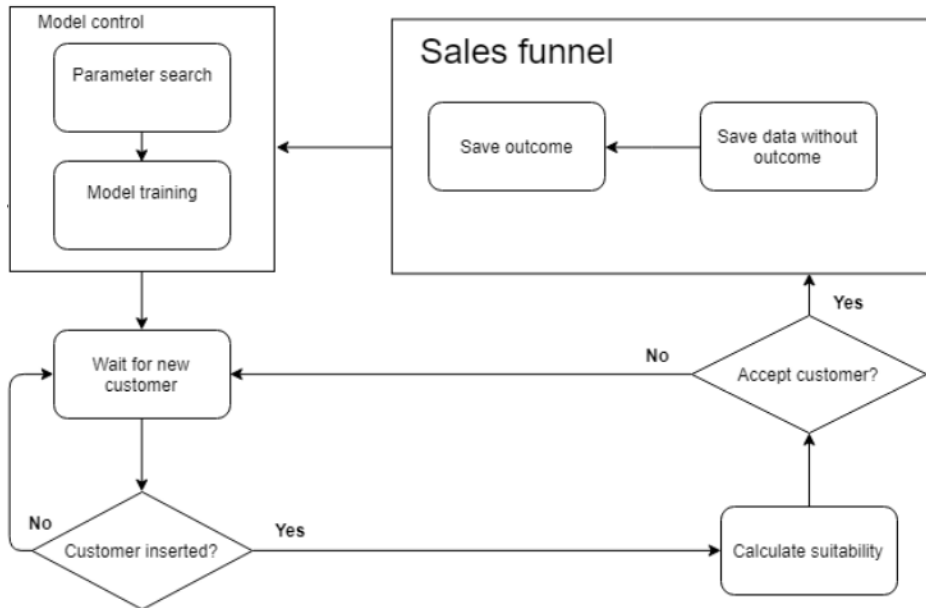 Model control
Parameter search
Model training
Sales funnel
Save outcome
Save data without
outcome
Yes
Accept customer?
No
Wait for new
customer
No
Customer inserted?
Yes
Calculate suitability